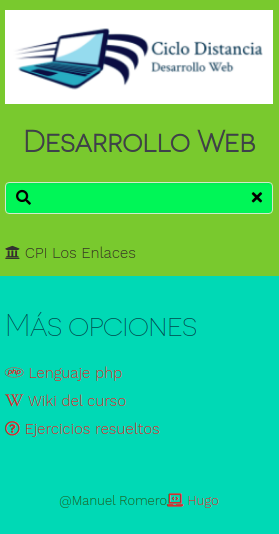 Ciclo Distancia
Desarrollo Web
Desarrollo Web
CPI Los Enlaces
Más opciones
php Lenguaje php
Wiki del curso
Ejercicios resueltos
@Manuel Romero Hugo